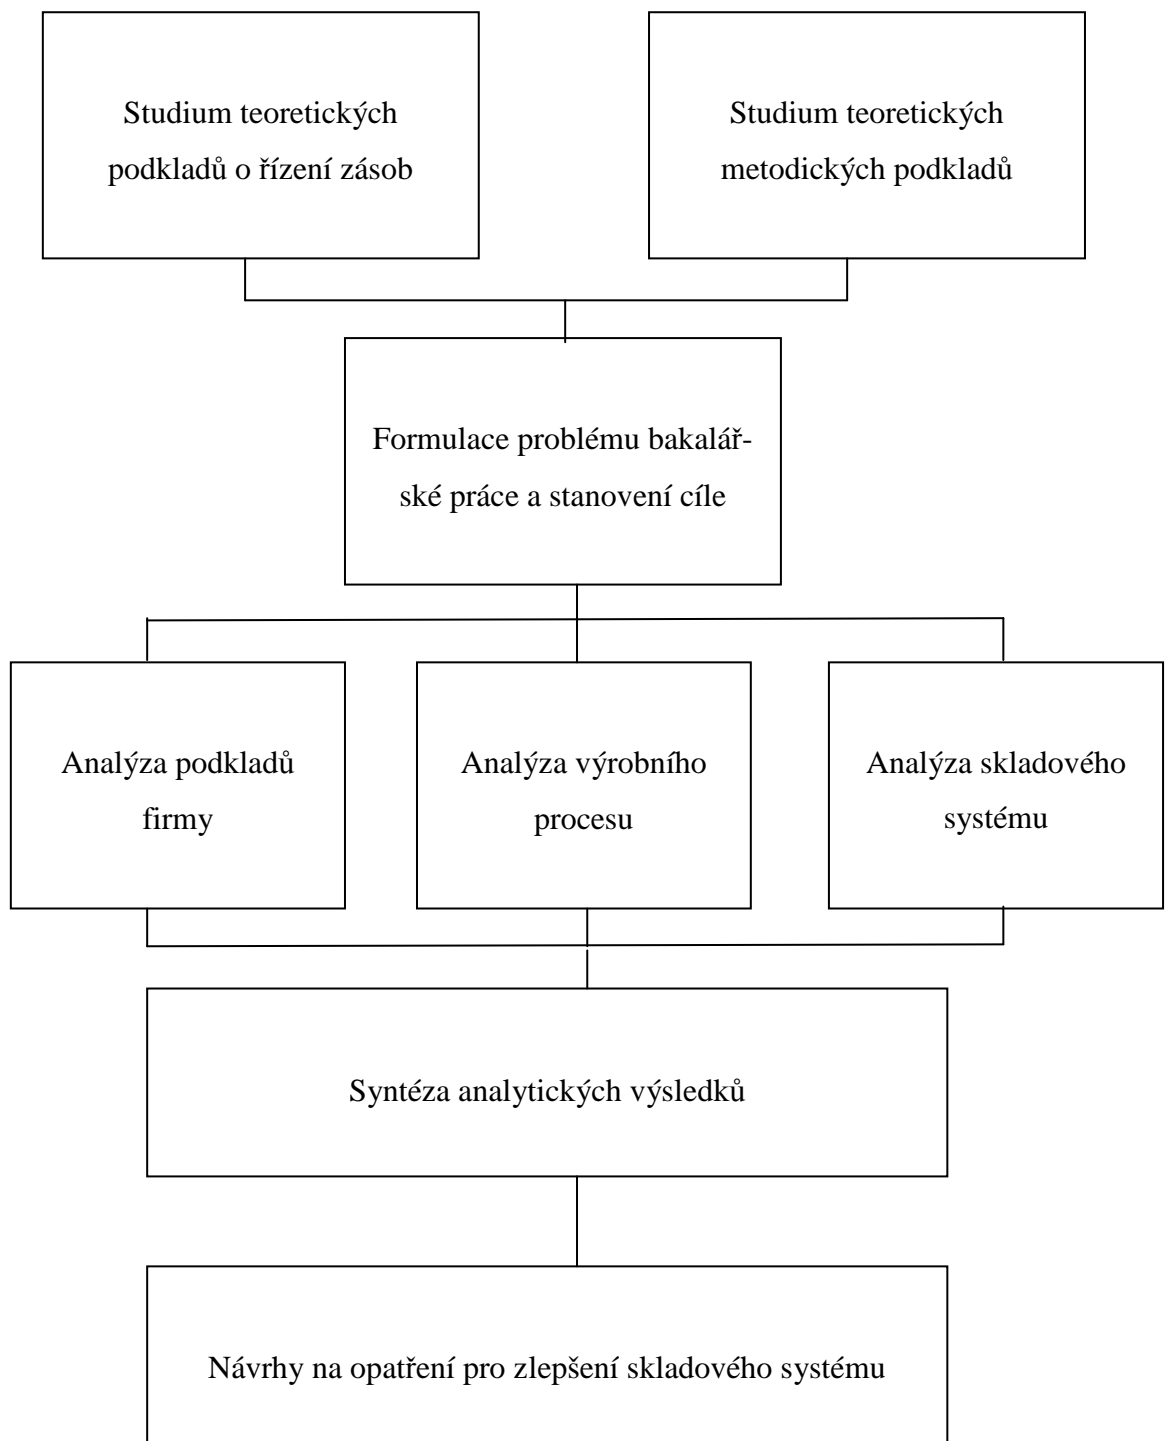 Studium teoretických
podkladů o řízení zásob
Studium teoretických
metodických podkladů
Formulace problému bakalář-
ské práce a stanovení cíle
Analýza podkladů
firmy
Analýza výrobního
procesu
Analýza skladového
systému
Syntéza analytických výsledků
Návrhy na opatření pro zlepšení skladového systému